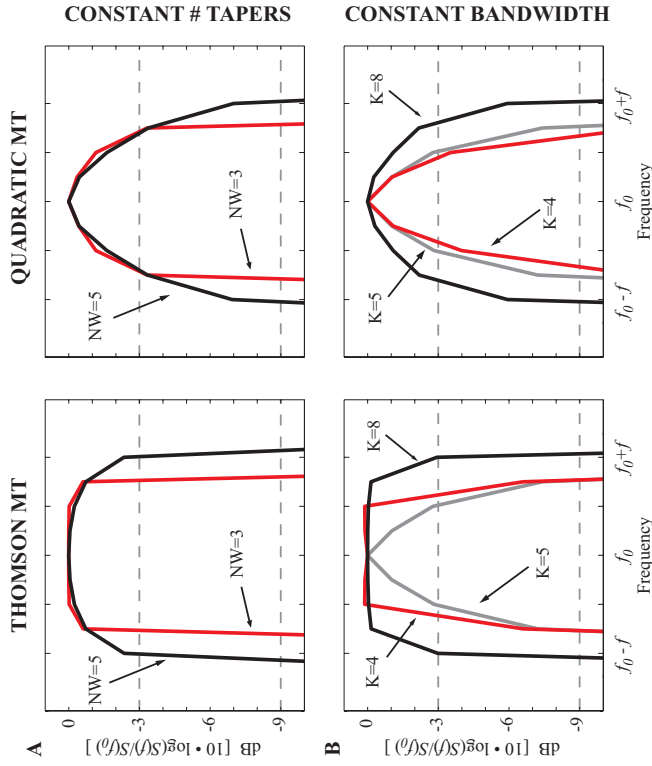 THOMSON MT
QUADRATIC MT
CONSTANT # TAPERS
A
dB [10 • log(S(f)/S(f₀) ]
0
-3
-6
-9
NW=5
NW=3
NW=5
NW=3
CONSTANT BANDWIDTH
B
dB [10 • log(S(f)/S(f₀) ]
0
-3
-6
-9
K=4
K=5
K=8
K=5
K=4
K=8
f₀ - f
f₀
f₀+f
Frequency
f₀ - f
f₀
f₀+f
Frequency